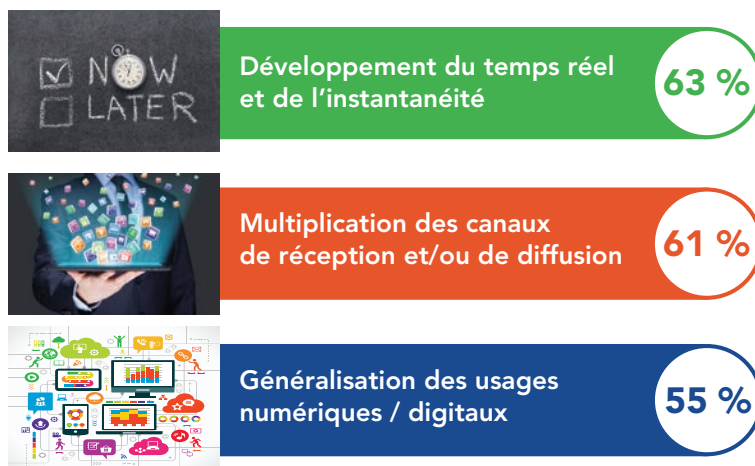 NOW
LATER
Développement du temps réel
et de l’instantanéité
63 %
Multiplication des canaux
de réception et/ou de diffusion
61 %
Généralisation des usages
numériques / digitaux
55 %